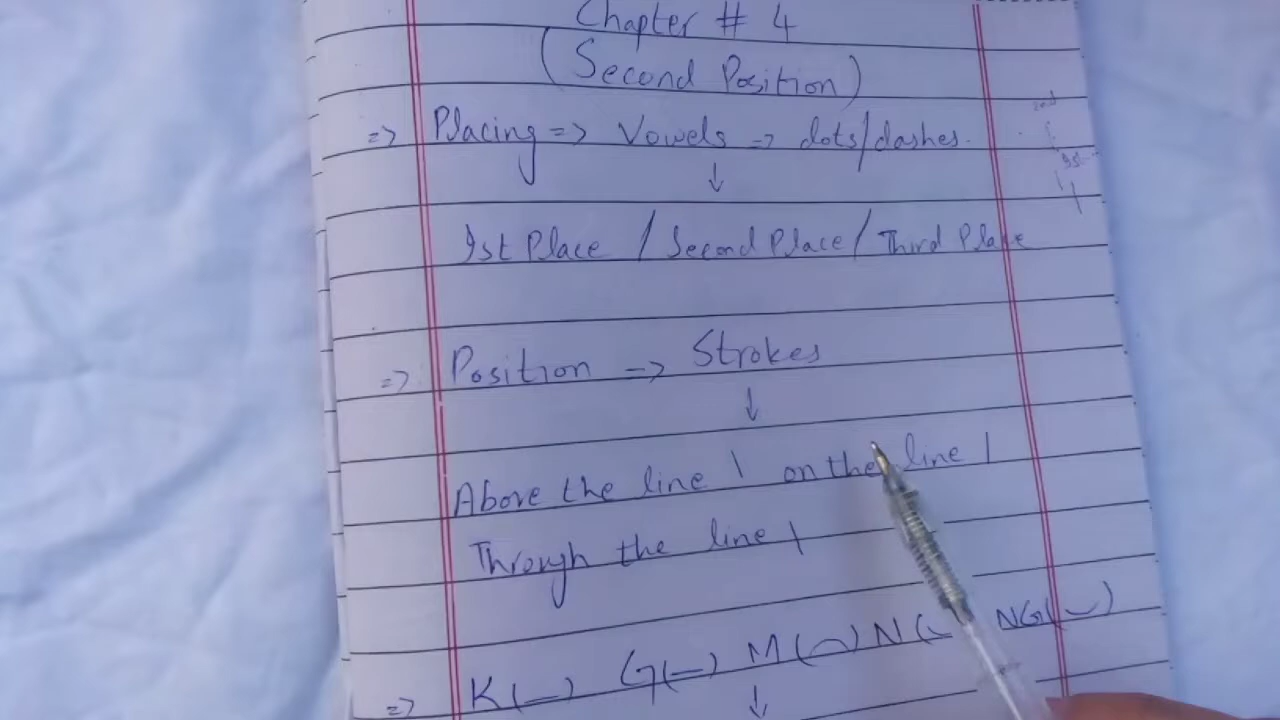 Chapter # 4
(Second Position)
=> Placing => Vowels => dots/dashes.
↓
1st Place / Second Place / Third Place
=> Position -> Strokes
↓
Above the line \ on the line |
Through the line |
=> K(—) G(—) M(⌒) N(⌣ NG(⌣)
↓